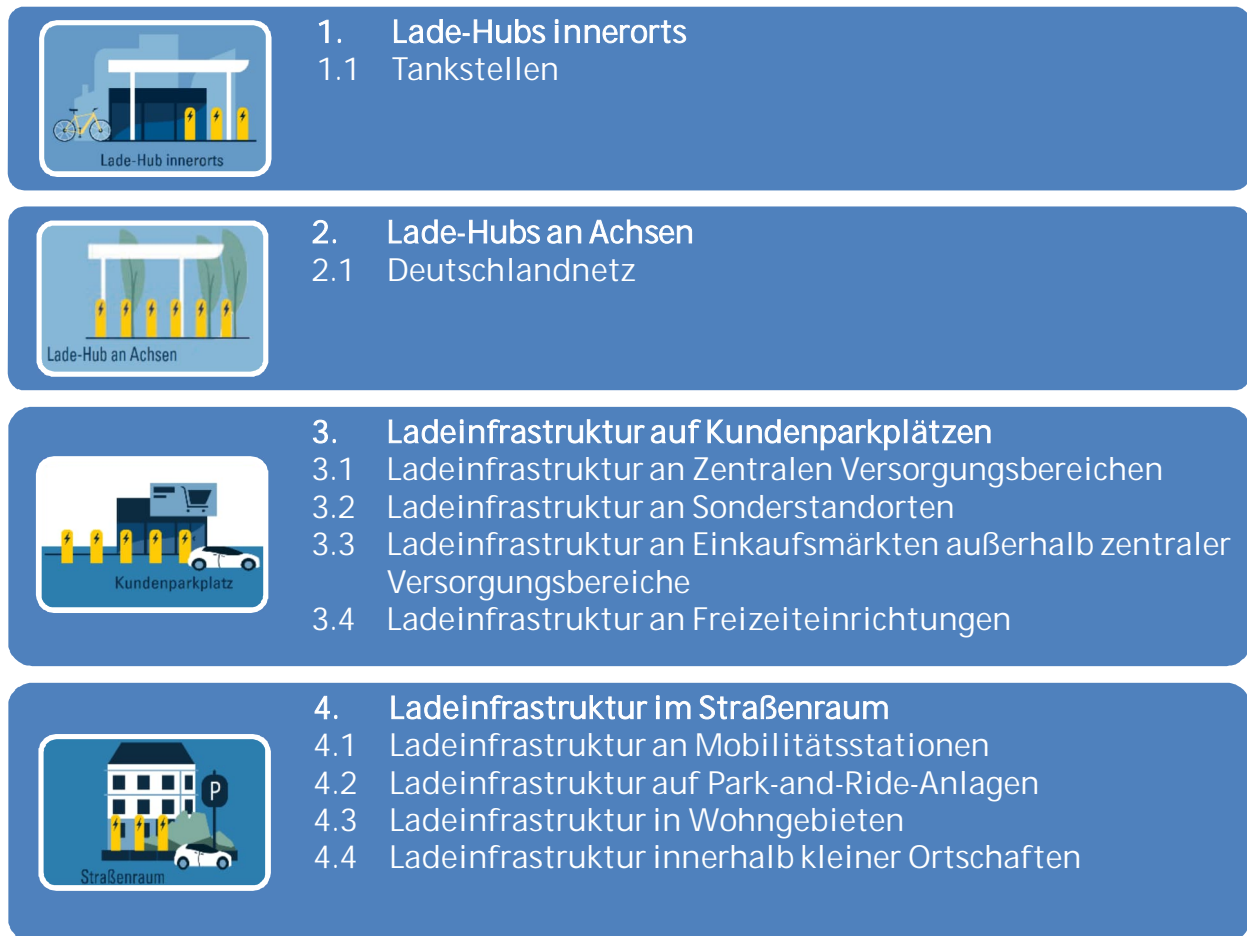 1. Lade-Hubs innerorts
1.1 Tankstellen
Lade-Hub innerorts
2. Lade-Hubs an Achsen
2.1 Deutschlandnetz
Lade-Hub an Achsen
3. Ladeinfrastruktur auf Kundenparkplätzen
3.1 Ladeinfrastruktur an Zentralen Versorgungsbereichen
3.2 Ladeinfrastruktur an Sonderstandorten
3.3 Ladeinfrastruktur an Einkaufsmärkten außerhalb zentraler
Versorgungsbereiche
3.4 Ladeinfrastruktur an Freizeiteinrichtungen
Kundenparkplatz
4. Ladeinfrastruktur im Straßenraum
4.1 Ladeinfrastruktur an Mobilitätsstationen
4.2 Ladeinfrastruktur auf Park-and-Ride-Anlagen
4.3 Ladeinfrastruktur in Wohngebieten
4.4 Ladeinfrastruktur innerhalb kleiner Ortschaften
P
Straßenraum